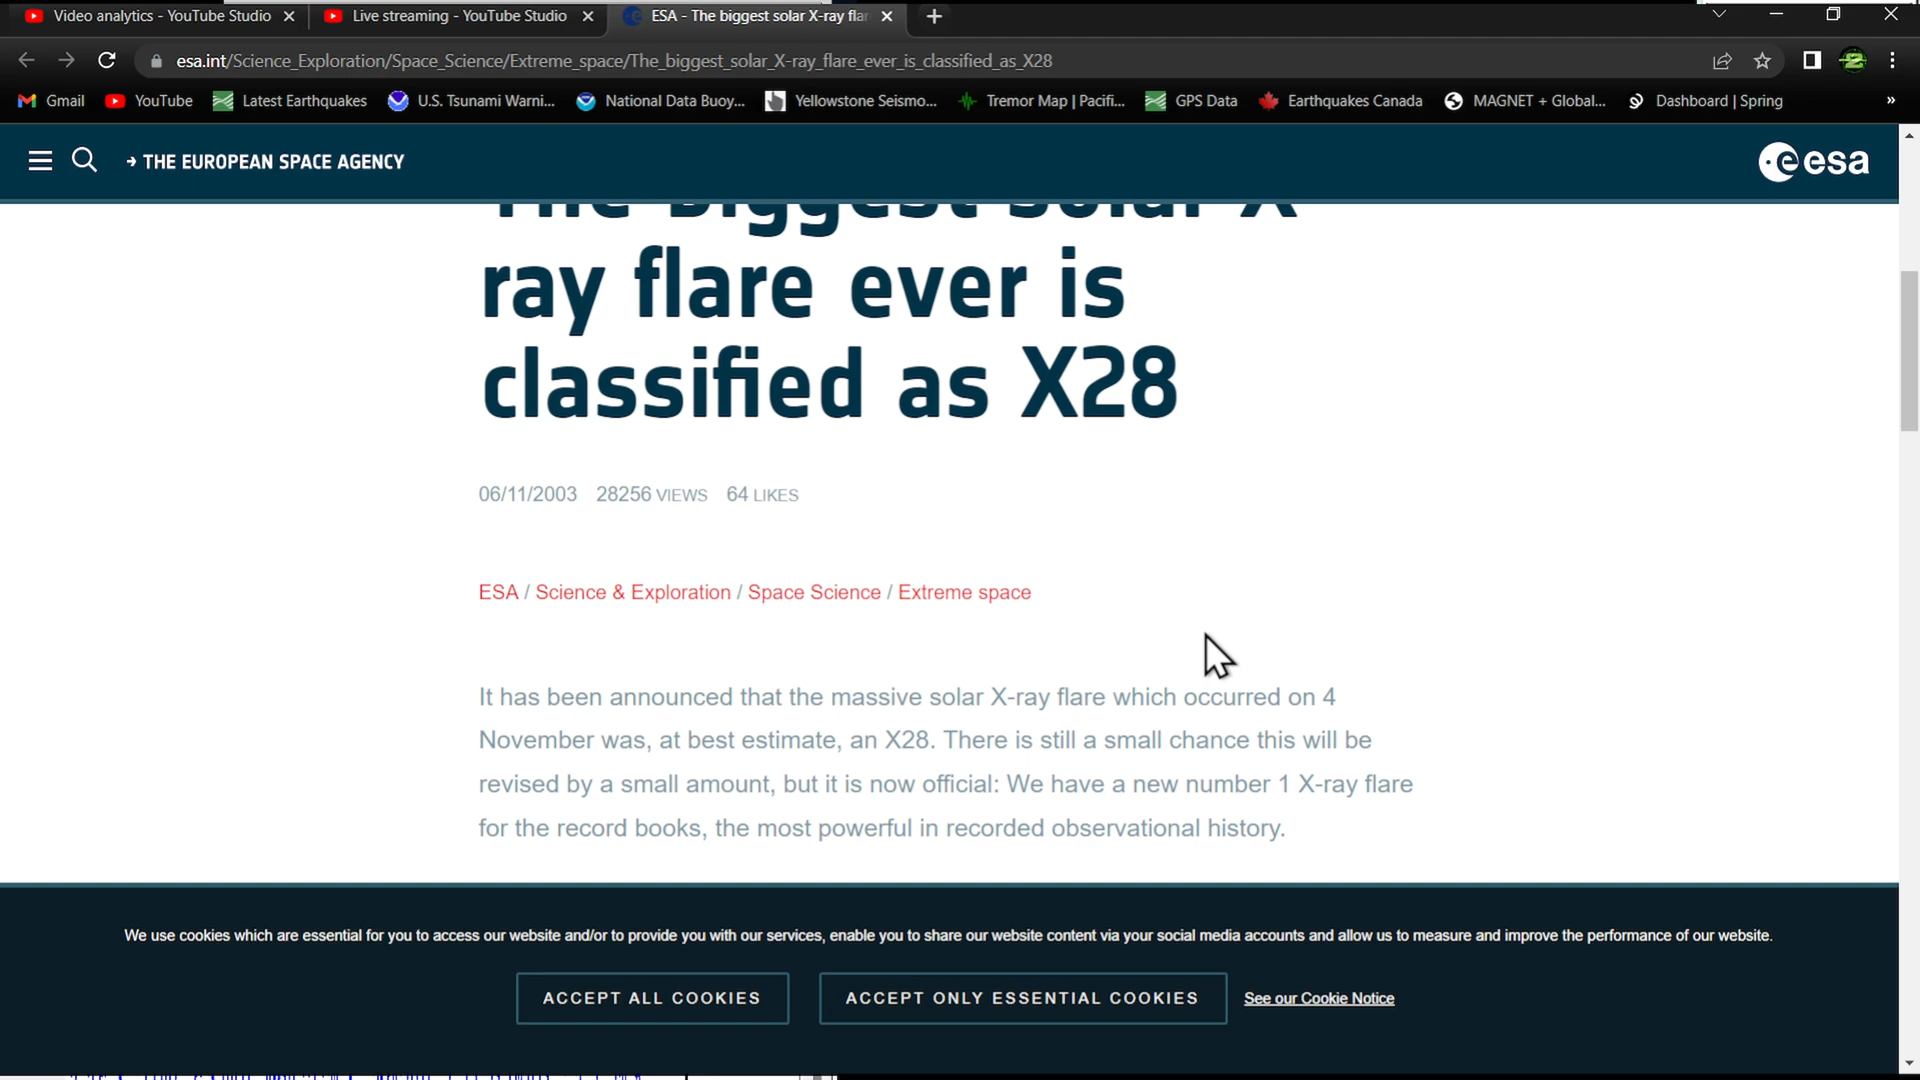 Video analytics - YouTube Studio
Live streaming - YouTube Studio
ESA - The biggest solar X-ray flar
esa.int/Science_Exploration/Space_Science/Extreme_space/The_biggest_solar_X-ray_flare_ever_is_classified_as_X28
Gmail
YouTube
Latest Earthquakes
U.S. Tsunami Warni...
National Data Buoy...
Yellowstone Seismo...
Tremor Map | Pacifi...
GPS Data
Earthquakes Canada
MAGNET + Global...
Dashboard | Spring
»
→ THE EUROPEAN SPACE AGENCY
esa
The biggest solar X-
ray flare ever is
classified as X28
06/11/2003 28256 VIEWS 64 LIKES
ESA / Science & Exploration / Space Science / Extreme space
It has been announced that the massive solar X-ray flare which occurred on 4
November was, at best estimate, an X28. There is still a small chance this will be
revised by a small amount, but it is now official: We have a new number 1 X-ray flare
for the record books, the most powerful in recorded observational history.
We use cookies which are essential for you to access our website and/or to provide you with our services, enable you to share our website content via your social media accounts and allow us to measure and improve the performance of our website.
ACCEPT ALL COOKIES
ACCEPT ONLY ESSENTIAL COOKIES
See our Cookie Notice